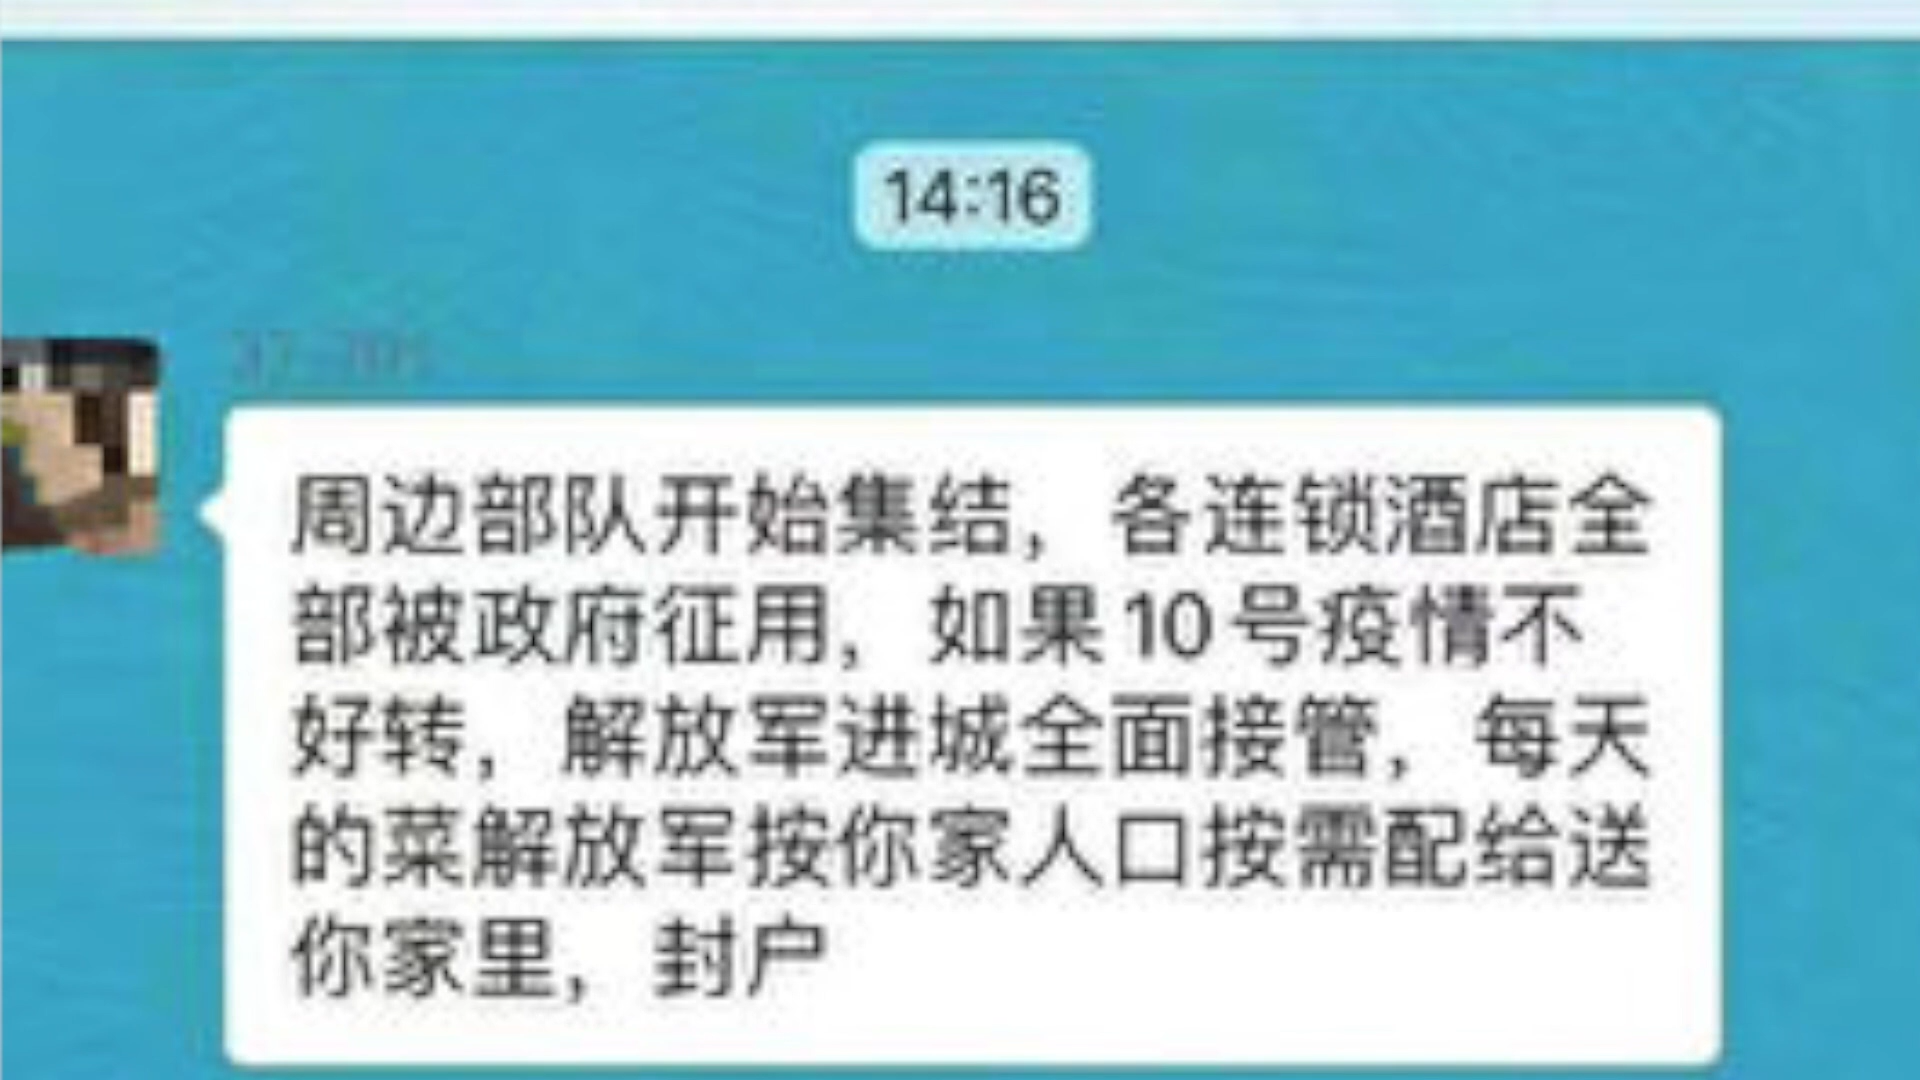 14:16
周边部队开始集结，各连锁酒店全
部被政府征用，如果10号疫情不
好转，解放军进城全面接管，每天
的菜解放军按你家人口按需配给送
你家里，封户